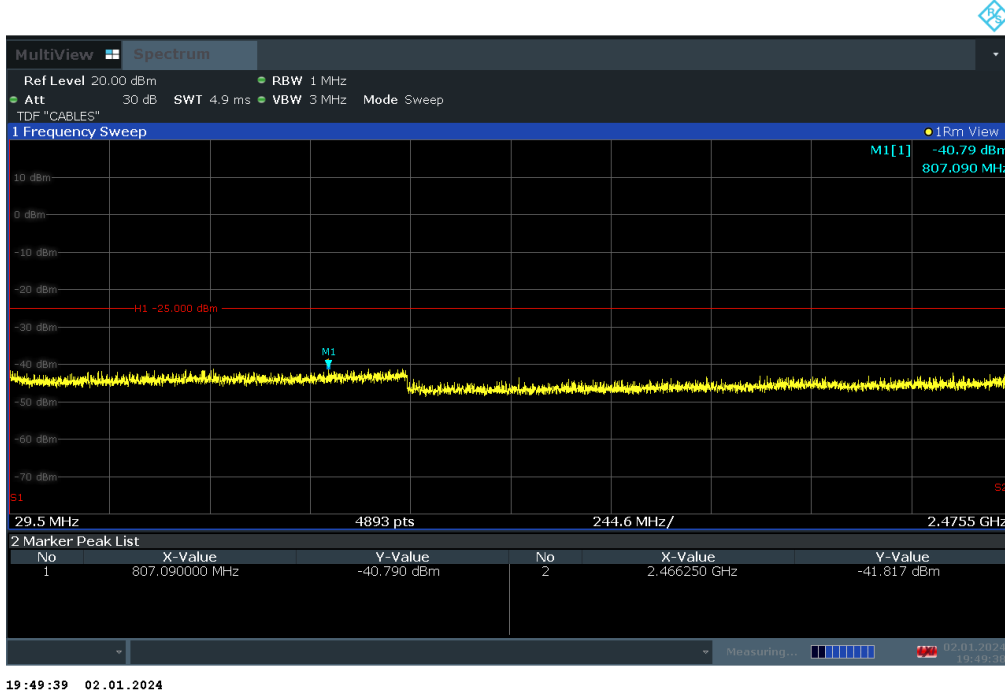 R&S
MultiView Spectrum
Ref Level 20.00 dBm RBW 1 MHz
Att 30 dB SWT 4.9 ms VBW 3 MHz Mode Sweep
TDF "CABLES"
1 Frequency Sweep 1Rm View
M1[1] -40.79 dBm
807.090 MHz
10 dBm
0 dBm
-10 dBm
-20 dBm
H1 -25.000 dBm
-30 dBm
M1
-40 dBm
-50 dBm
-60 dBm
-70 dBm
S1 S2
29.5 MHz 4893 pts 244.6 MHz/ 2.4755 GHz
2 Marker Peak List
No X-Value Y-Value No X-Value Y-Value
1 807.090000 MHz -40.790 dBm 2 2.466250 GHz -41.817 dBm
Measuring... 02.01.2024
19:49:39 02.01.2024